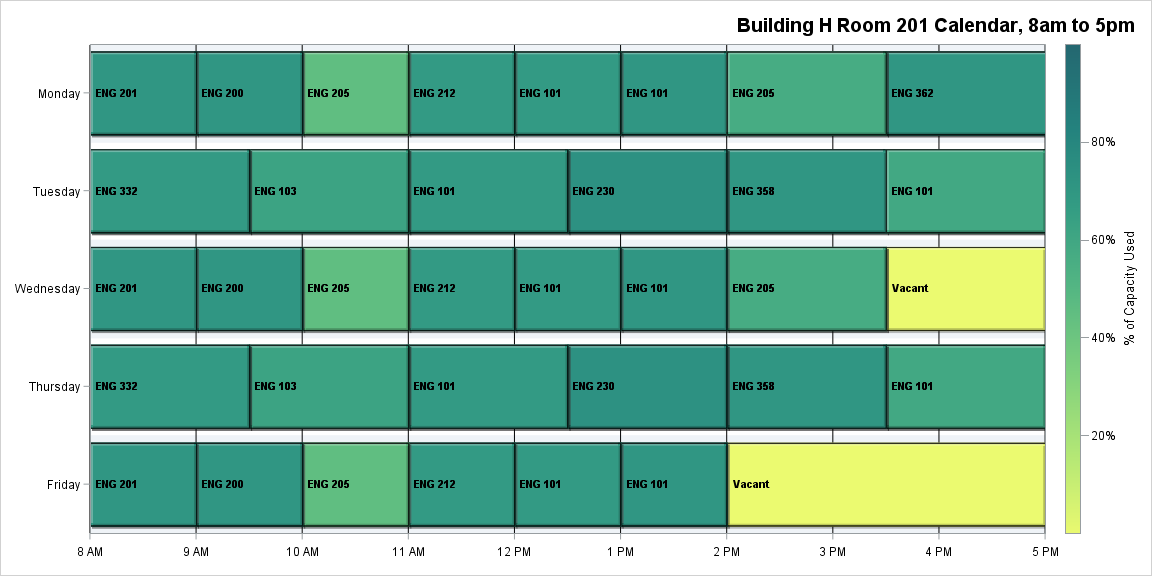 Building H Room 201 Calendar, 8am to 5pm
Monday ENG 201 ENG 200 ENG 205 ENG 212 ENG 101 ENG 101 ENG 205 ENG 362
Tuesday ENG 332 ENG 103 ENG 101 ENG 230 ENG 358 ENG 101
Wednesday ENG 201 ENG 200 ENG 205 ENG 212 ENG 101 ENG 101 ENG 205 Vacant
Thursday ENG 332 ENG 103 ENG 101 ENG 230 ENG 358 ENG 101
Friday ENG 201 ENG 200 ENG 205 ENG 212 ENG 101 ENG 101 Vacant
8 AM 9 AM 10 AM 11 AM 12 PM 1 PM 2 PM 3 PM 4 PM 5 PM
80%
60%
40%
20%
% of Capacity Used